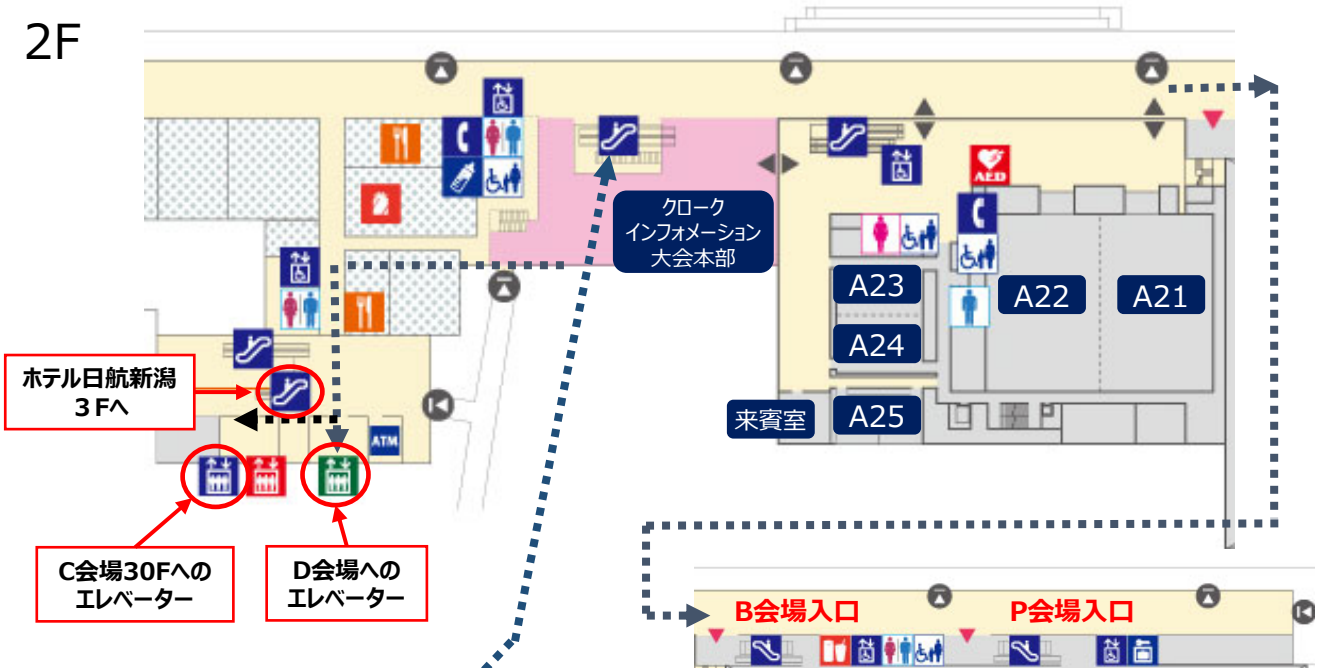 2F
クローク
インフォメーション
大会本部
AED
A23
A22
A21
A24
来賓室
A25
ホテル日航新潟
３Fへ
ATM
C会場30Fへの
エレベーター
D会場への
エレベーター
B会場入口
P会場入口